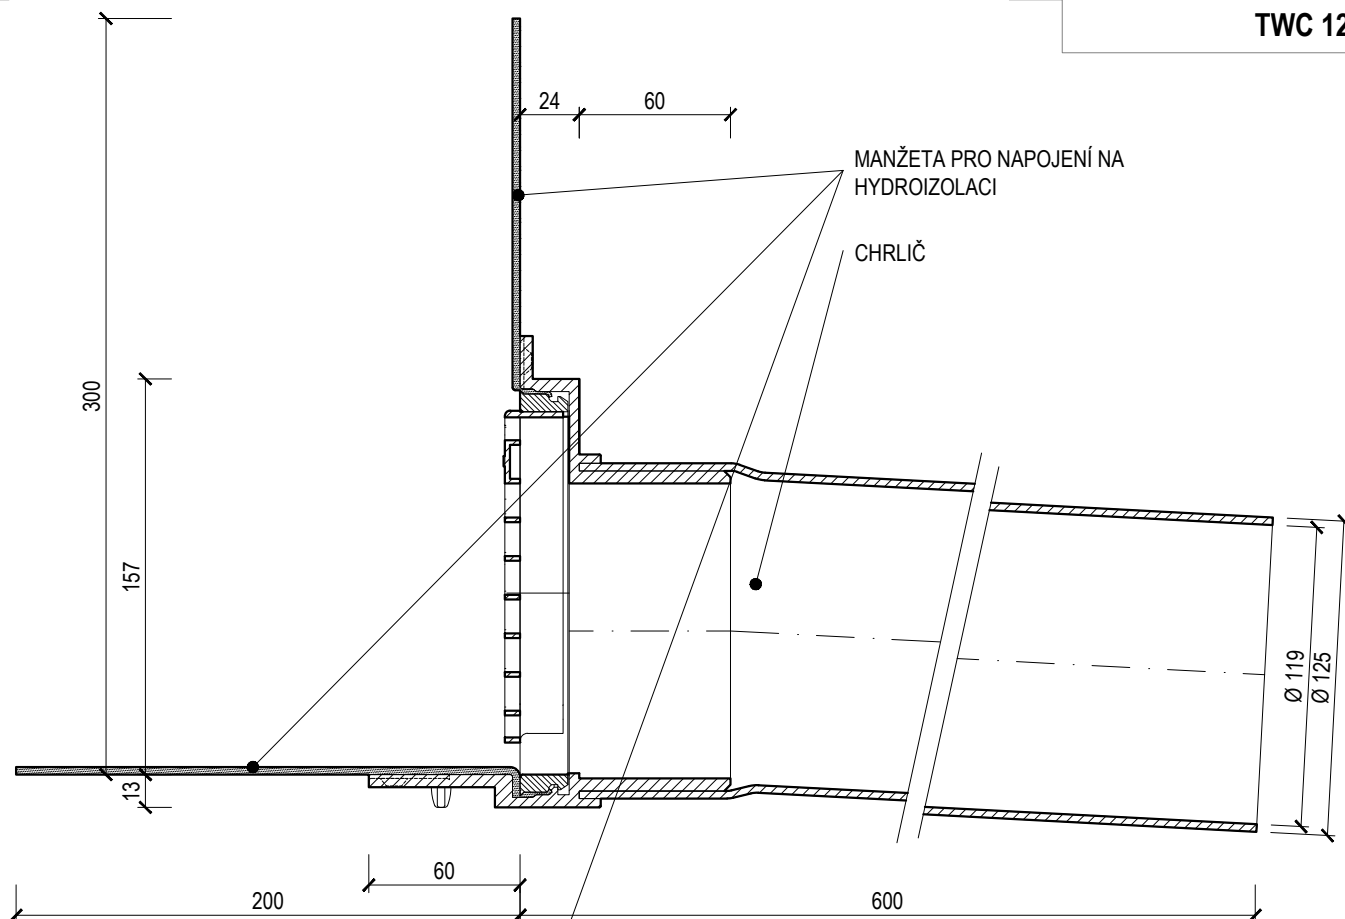 TWC 12
24
60
MANŽETA PRO NAPOJENÍ NA
HYDROIZOLACI
CHRLIČ
300
157
13
Ø 119
Ø 125
60
200
600